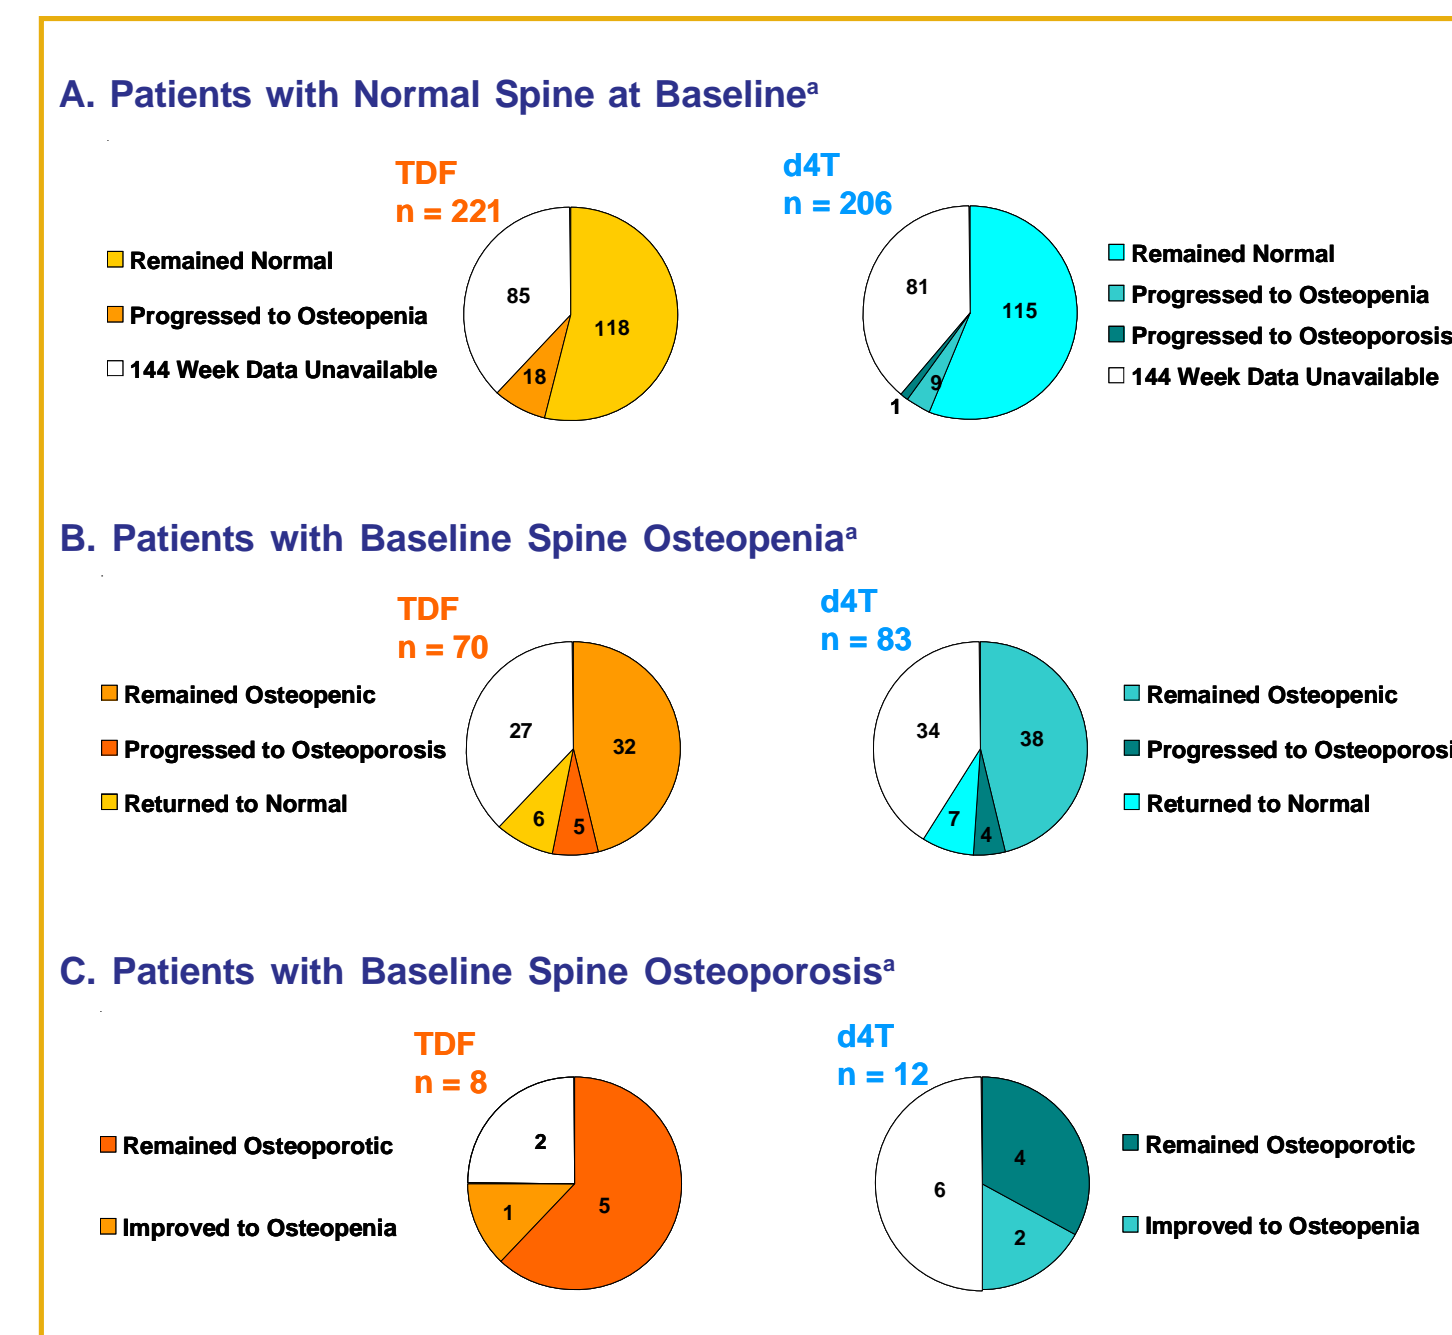 A. Patients with Normal Spine at Baselineᵃ
TDF
n = 221
d4T
n = 206
Remained Normal
Progressed to Osteopenia
144 Week Data Unavailable
85
118
18
81
115
9
1
Remained Normal
Progressed to Osteopenia
Progressed to Osteoporosis
144 Week Data Unavailable
B. Patients with Baseline Spine Osteopeniaᵃ
TDF
n = 70
d4T
n = 83
Remained Osteopenic
Progressed to Osteoporosis
Returned to Normal
27
32
6
5
34
38
7
4
Remained Osteopenic
Progressed to Osteoporosi
Returned to Normal
C. Patients with Baseline Spine Osteoporosisᵃ
TDF
n = 8
d4T
n = 12
Remained Osteoporotic
Improved to Osteopenia
2
1
5
6
4
2
Remained Osteoporotic
Improved to Osteopenia